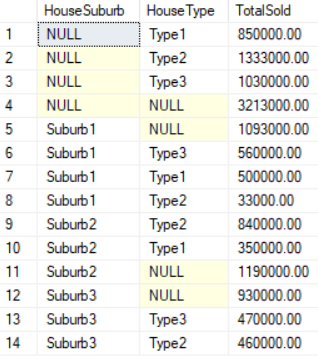 HouseSuburb HouseType TotalSold
1 NULL Type1 850000.00
2 NULL Type2 1333000.00
3 NULL Type3 1030000.00
4 NULL NULL 3213000.00
5 Suburb1 NULL 1093000.00
6 Suburb1 Type3 560000.00
7 Suburb1 Type1 500000.00
8 Suburb1 Type2 33000.00
9 Suburb2 Type2 840000.00
10 Suburb2 Type1 350000.00
11 Suburb2 NULL 1190000.00
12 Suburb3 NULL 930000.00
13 Suburb3 Type3 470000.00
14 Suburb3 Type2 460000.00